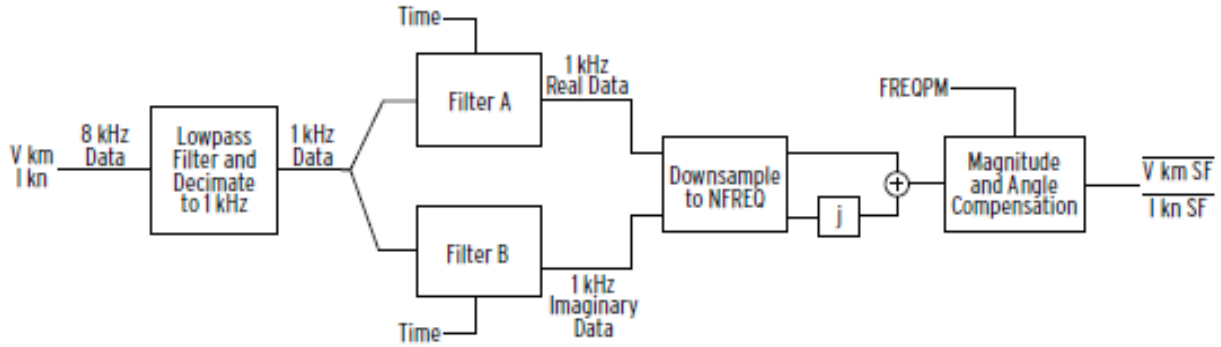 Time
Filter A
1 kHz
Real Data
FREQPM
V km
I kn
8 kHz
Data
Lowpass
Filter and
Decimate
to 1 kHz
1 kHz
Data
Downsample
to NFREQ
+
j
Magnitude
and Angle
Compensation
V km SF
I kn SF
Filter B
1 kHz
Imaginary
Data
Time